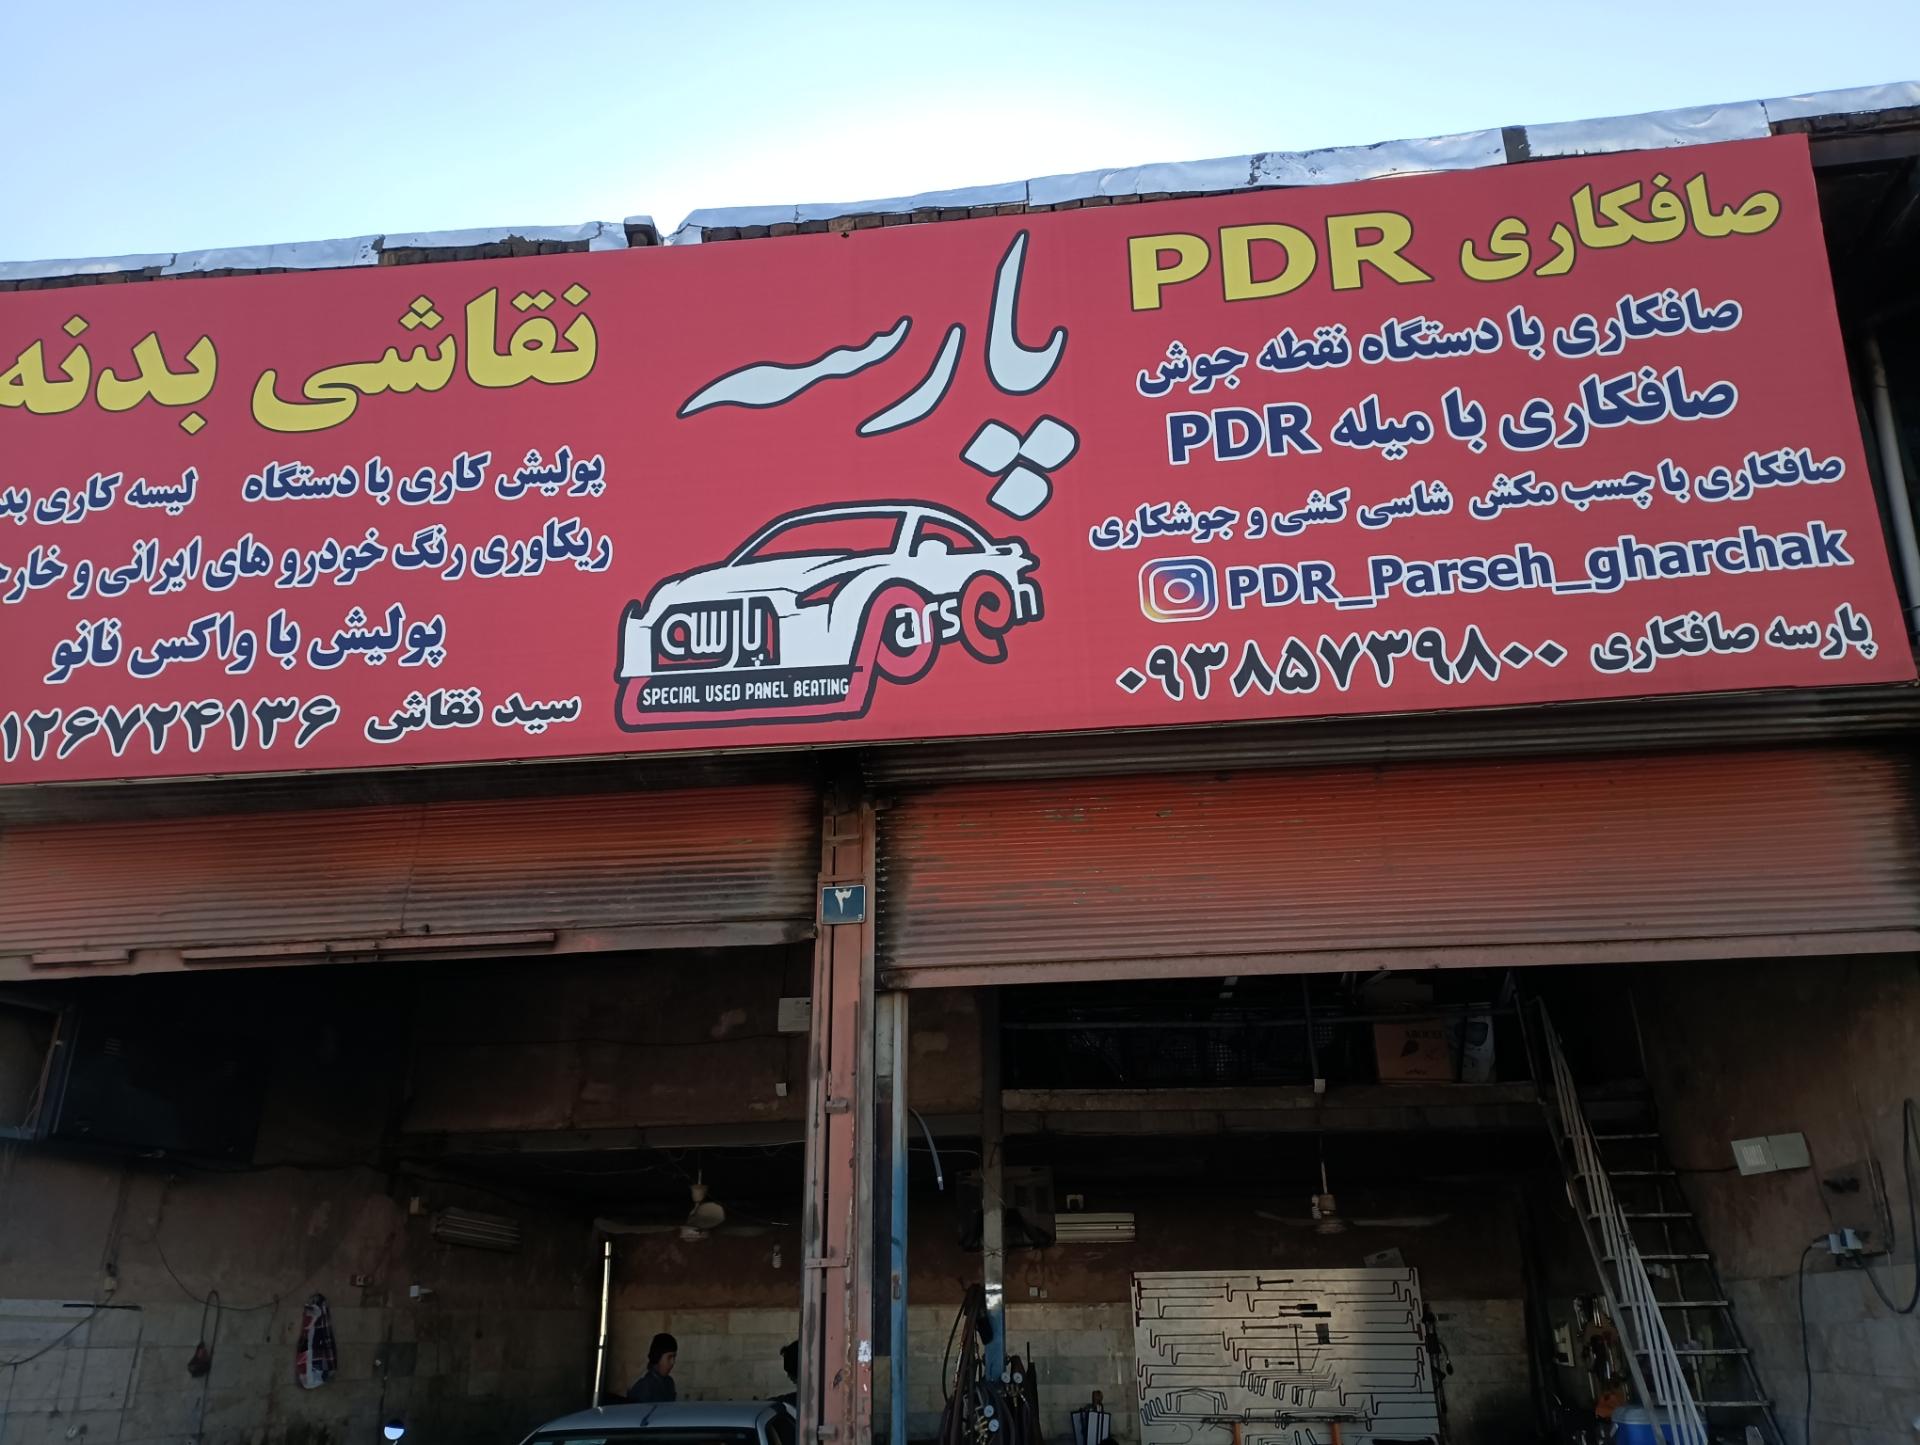 صافکاری PDR
صافکاری با دستگاه نقطه جوش
صافکاری با میله PDR
صافکاری با چسب مکش شاسی کشی و جوشکاری
PDR_Parseh_gharchak
پارسه صافکاری ۰۹۳۸۵۷۳۹۸۰۰
پارسه
پارسه
Parseh
SPECIAL USED PANEL BEATING
نقاشی بدنه
پولیش کاری با دستگاه لیسه کاری
ریکاوری رنگ خودرو های ایرانی و
پولیش با واکس نانو
سید نقاش ۱۲۶۷۲۴۱۳۶
۳